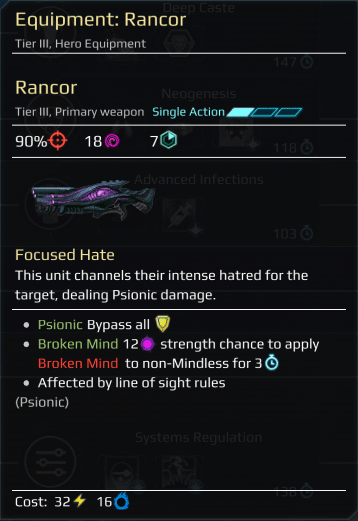 Deep Caste
Equipment: Rancor
Tier III, Hero Equipment
147
Neogenesis
Rancor
Tier III, Primary weapon Single Action
90% 18 7
118
Advanced Infections
103
Focused Hate
This unit channels their intense hatred for the
target, dealing Psionic damage.
Psionic Bypass all
Broken Mind 12 strength chance to apply
Broken Mind to non-Mindless for 3
Affected by line of sight rules
(Psionic)
Systems Regulation
138
Cost: 32 16